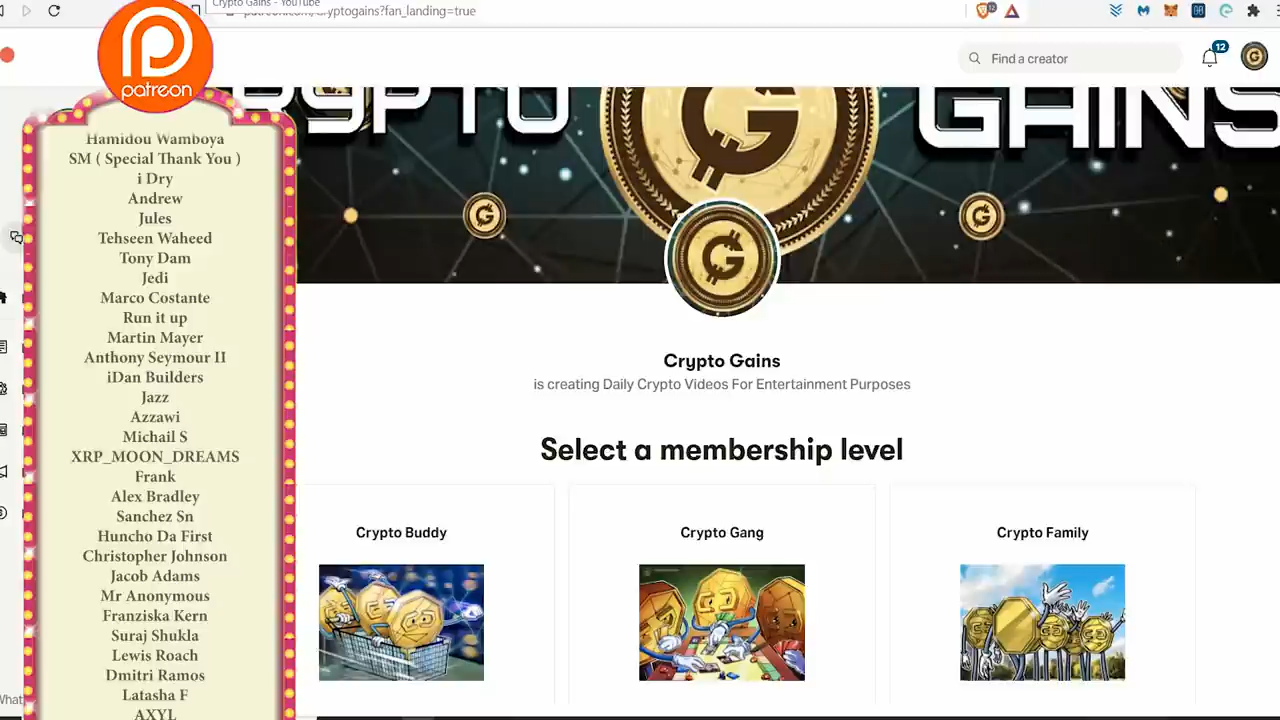 Crypto Gains - YouTube
patreon.com/cryptogains?fan_landing=true
Find a creator
12
patreon
CRYPTO GAINS
Hamidou Wamboya
SM ( Special Thank You )
i Dry
Andrew
Jules
Tehseen Waheed
Tony Dam
Jedi
Marco Costante
Run it up
Martin Mayer
Anthony Seymour II
iDan Builders
Jazz
Azzawi
Michail S
XRP_MOON_DREAMS
Frank
Alex Bradley
Sanchez Sn
Huncho Da First
Christopher Johnson
Jacob Adams
Mr Anonymous
Franziska Kern
Suraj Shukla
Lewis Roach
Dmitri Ramos
Latasha F
AXYL
Crypto Gains
is creating Daily Crypto Videos For Entertainment Purposes
Select a membership level
Crypto Buddy
Crypto Gang
Crypto Family